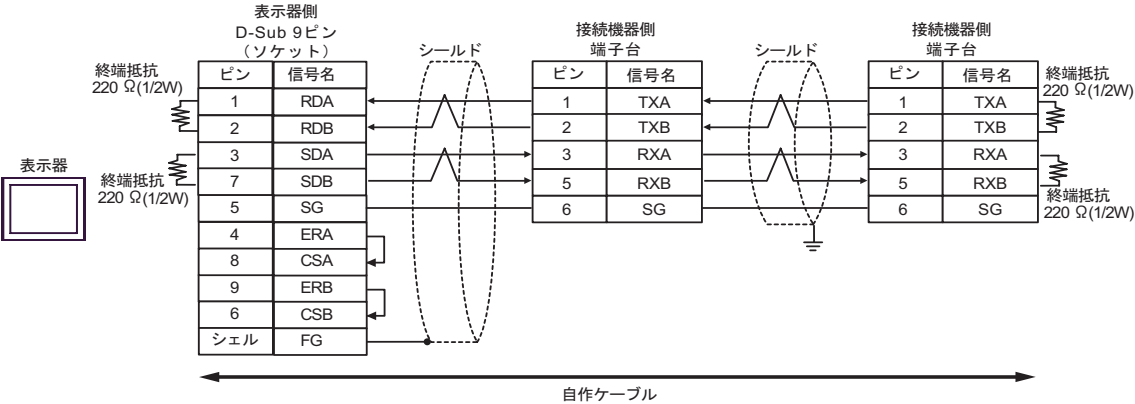 表示器側
D-Sub 9ピン
(ソケット)
シールド
接続機器側
端子台
シールド
接続機器側
端子台
終端抵抗
220 Ω(1/2W)
ピン 信号名
1 RDA
2 RDB
3 SDA
7 SDB
5 SG
4 ERA
8 CSA
9 ERB
6 CSB
シェル FG
表示器
終端抵抗
220 Ω(1/2W)
ピン 信号名
1 TXA
2 TXB
3 RXA
5 RXB
6 SG
ピン 信号名
1 TXA
2 TXB
3 RXA
5 RXB
6 SG
終端抵抗
220 Ω(1/2W)
終端抵抗
220 Ω(1/2W)
自作ケーブル